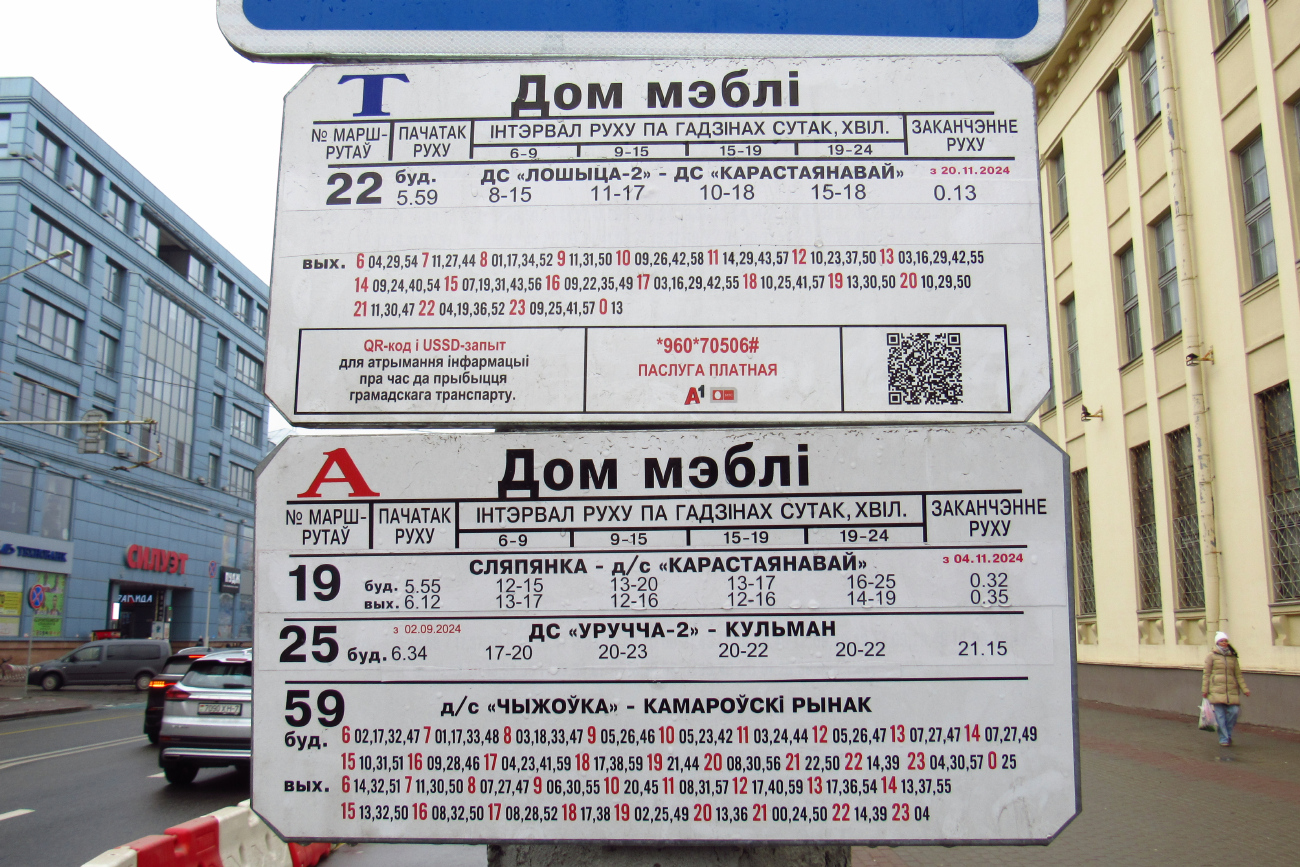 Т Дом мэблі
№ МАРШ-РУТАЎ ПАЧАТАК РУХУ ІНТЭРВАЛ РУХУ ПА ГАДЗІНАХ СУТАК, ХВІЛ. ЗАКАНЧЭННЕ РУХУ
6-9 9-15 15-19 19-24
22 буд. ДС «ЛОШЫЦА-2» - ДС «КАРАСТАЯНАВАЙ» з 20.11.2024
5.59 8-15 11-17 10-18 15-18 0.13
вых. 6 04,29,54 7 11,27,44 8 01,17,34,52 9 11,31,50 10 09,26,42,58 11 14,29,43,57 12 10,23,37,50 13 03,16,29,42,55
14 09,24,40,54 15 07,19,31,43,56 16 09,22,35,49 17 03,16,29,42,55 18 10,25,41,57 19 13,30,50 20 10,29,50
21 11,30,47 22 04,19,36,52 23 09,25,41,57 0 13
QR-код і USSD-запыт
для атрымання інфармацыі
пра час да прыбыцця
грамадскага транспарту.
*960*70506#
ПАСЛУГА ПЛАТНАЯ
А1
А Дом мэблі
№ МАРШ-РУТАЎ ПАЧАТАК РУХУ ІНТЭРВАЛ РУХУ ПА ГАДЗІНАХ СУТАК, ХВІЛ. ЗАКАНЧЭННЕ РУХУ
6-9 9-15 15-19 19-24
19 СЛЯПЯНКА - д/с «КАРАСТАЯНАВАЙ» з 04.11.2024
буд. 5.55 12-15 13-20 13-17 16-25 0.32
вых. 6.12 13-17 12-16 12-16 14-19 0.35
25 з 02.09.2024 ДС «УРУЧЧА-2» - КУЛЬМАН
буд. 6.34 17-20 20-23 20-22 20-22 21.15
59 д/с «ЧЫЖОЎКА» - КАМАРОЎСКІ РЫНАК
буд. 6 02,17,32,47 7 01,17,33,48 8 03,18,33,47 9 05,26,46 10 05,23,42 11 03,24,44 12 05,26,47 13 07,27,47 14 07,27,49
15 10,31,51 16 09,28,46 17 04,23,41,59 18 17,38,59 19 21,44 20 08,30,56 21 22,50 22 14,39 23 04,30,57 0 25
вых. 6 14,32,51 7 11,30,50 8 07,27,47 9 06,30,55 10 20,45 11 08,31,57 12 17,40,59 13 17,36,54 14 13,37,55
15 13,32,50 16 08,32,50 17 08,28,52 18 17,38 19 02,25,49 20 13,36 21 00,24,50 22 14,39 23 04
СИЛУЭТ